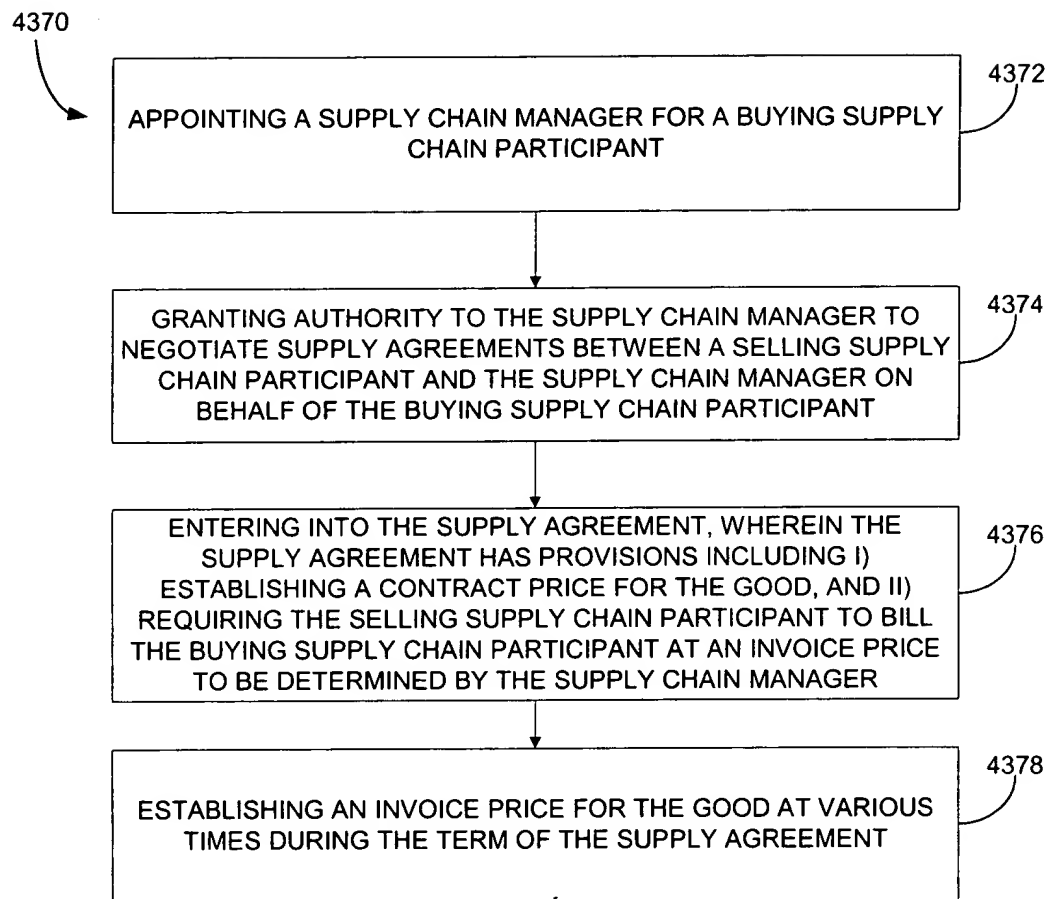 4370
4372
APPOINTING A SUPPLY CHAIN MANAGER FOR A BUYING SUPPLY
CHAIN PARTICIPANT
4374
GRANTING AUTHORITY TO THE SUPPLY CHAIN MANAGER TO
NEGOTIATE SUPPLY AGREEMENTS BETWEEN A SELLING SUPPLY
CHAIN PARTICIPANT AND THE SUPPLY CHAIN MANAGER ON
BEHALF OF THE BUYING SUPPLY CHAIN PARTICIPANT
4376
ENTERING INTO THE SUPPLY AGREEMENT, WHEREIN THE
SUPPLY AGREEMENT HAS PROVISIONS INCLUDING I)
ESTABLISHING A CONTRACT PRICE FOR THE GOOD, AND II)
REQUIRING THE SELLING SUPPLY CHAIN PARTICIPANT TO BILL
THE BUYING SUPPLY CHAIN PARTICIPANT AT AN INVOICE PRICE
TO BE DETERMINED BY THE SUPPLY CHAIN MANAGER
4378
ESTABLISHING AN INVOICE PRICE FOR THE GOOD AT VARIOUS
TIMES DURING THE TERM OF THE SUPPLY AGREEMENT